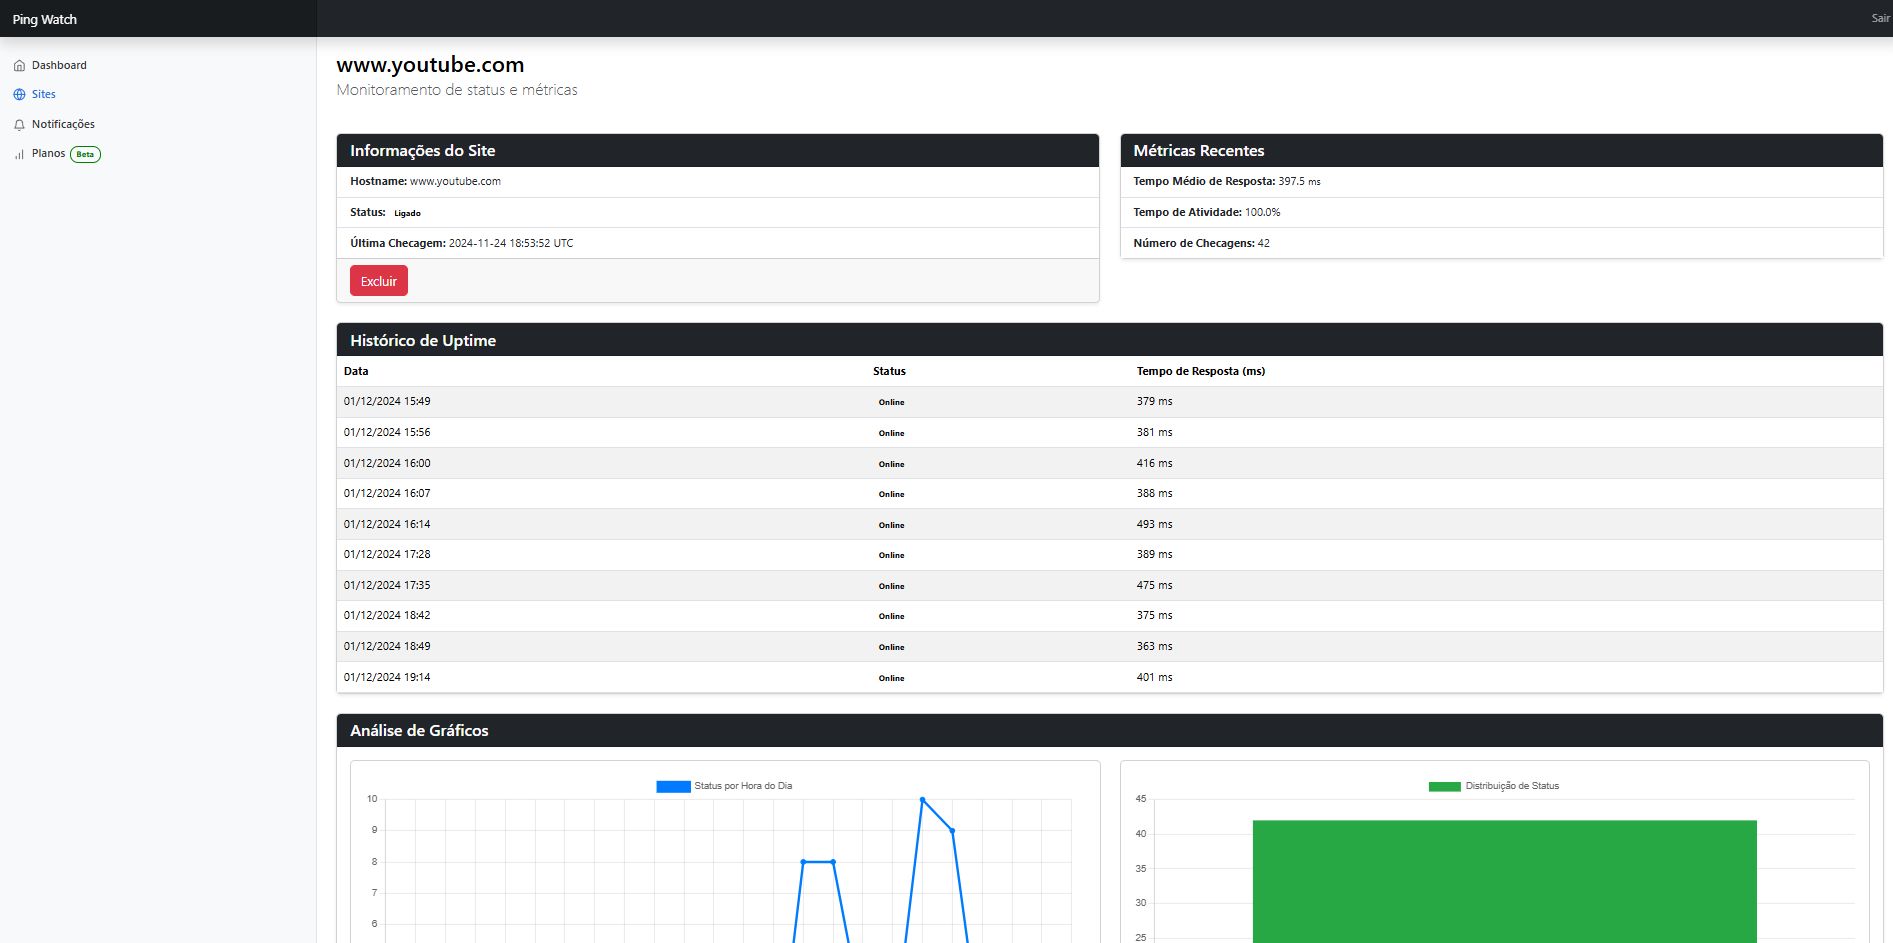 Ping Watch
Sair
Dashboard
Sites
Notificações
Planos Beta
www.youtube.com
Monitoramento de status e métricas
Informações do Site
Hostname: www.youtube.com
Status: Ligado
Última Checagem: 2024-11-24 18:53:52 UTC
Excluir
Métricas Recentes
Tempo Médio de Resposta: 397.5 ms
Tempo de Atividade: 100.0%
Número de Checagens: 42
Histórico de Uptime
Data Status Tempo de Resposta (ms)
01/12/2024 15:49 Online 379 ms
01/12/2024 15:56 Online 381 ms
01/12/2024 16:00 Online 416 ms
01/12/2024 16:07 Online 388 ms
01/12/2024 16:14 Online 493 ms
01/12/2024 17:28 Online 389 ms
01/12/2024 17:35 Online 475 ms
01/12/2024 18:42 Online 375 ms
01/12/2024 18:49 Online 363 ms
01/12/2024 19:14 Online 401 ms
Análise de Gráficos
Status por Hora do Dia
10
9
8
7
6
Distribuição de Status
45
40
35
30
25